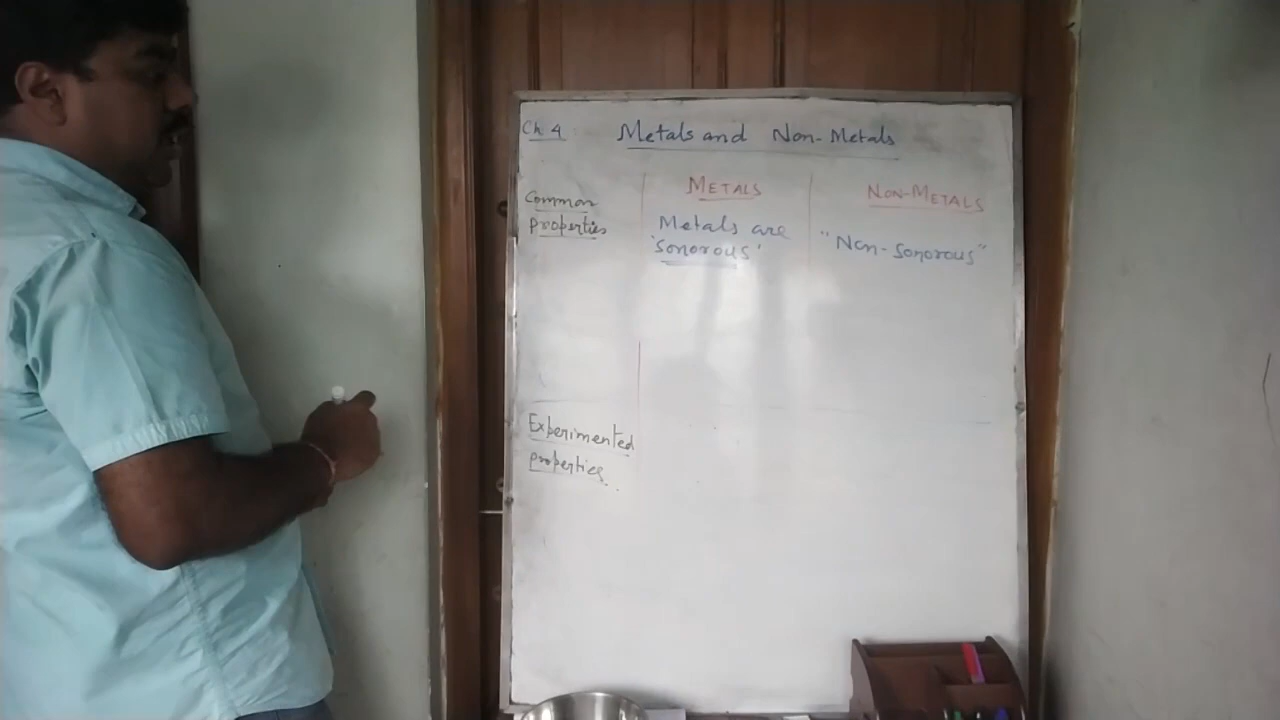 Ch. 4
Metals and Non-Metals
Common
properties
METALS
Metals are
'sonorous'
NON-METALS
"Non-sonorous"
Experimented
properties